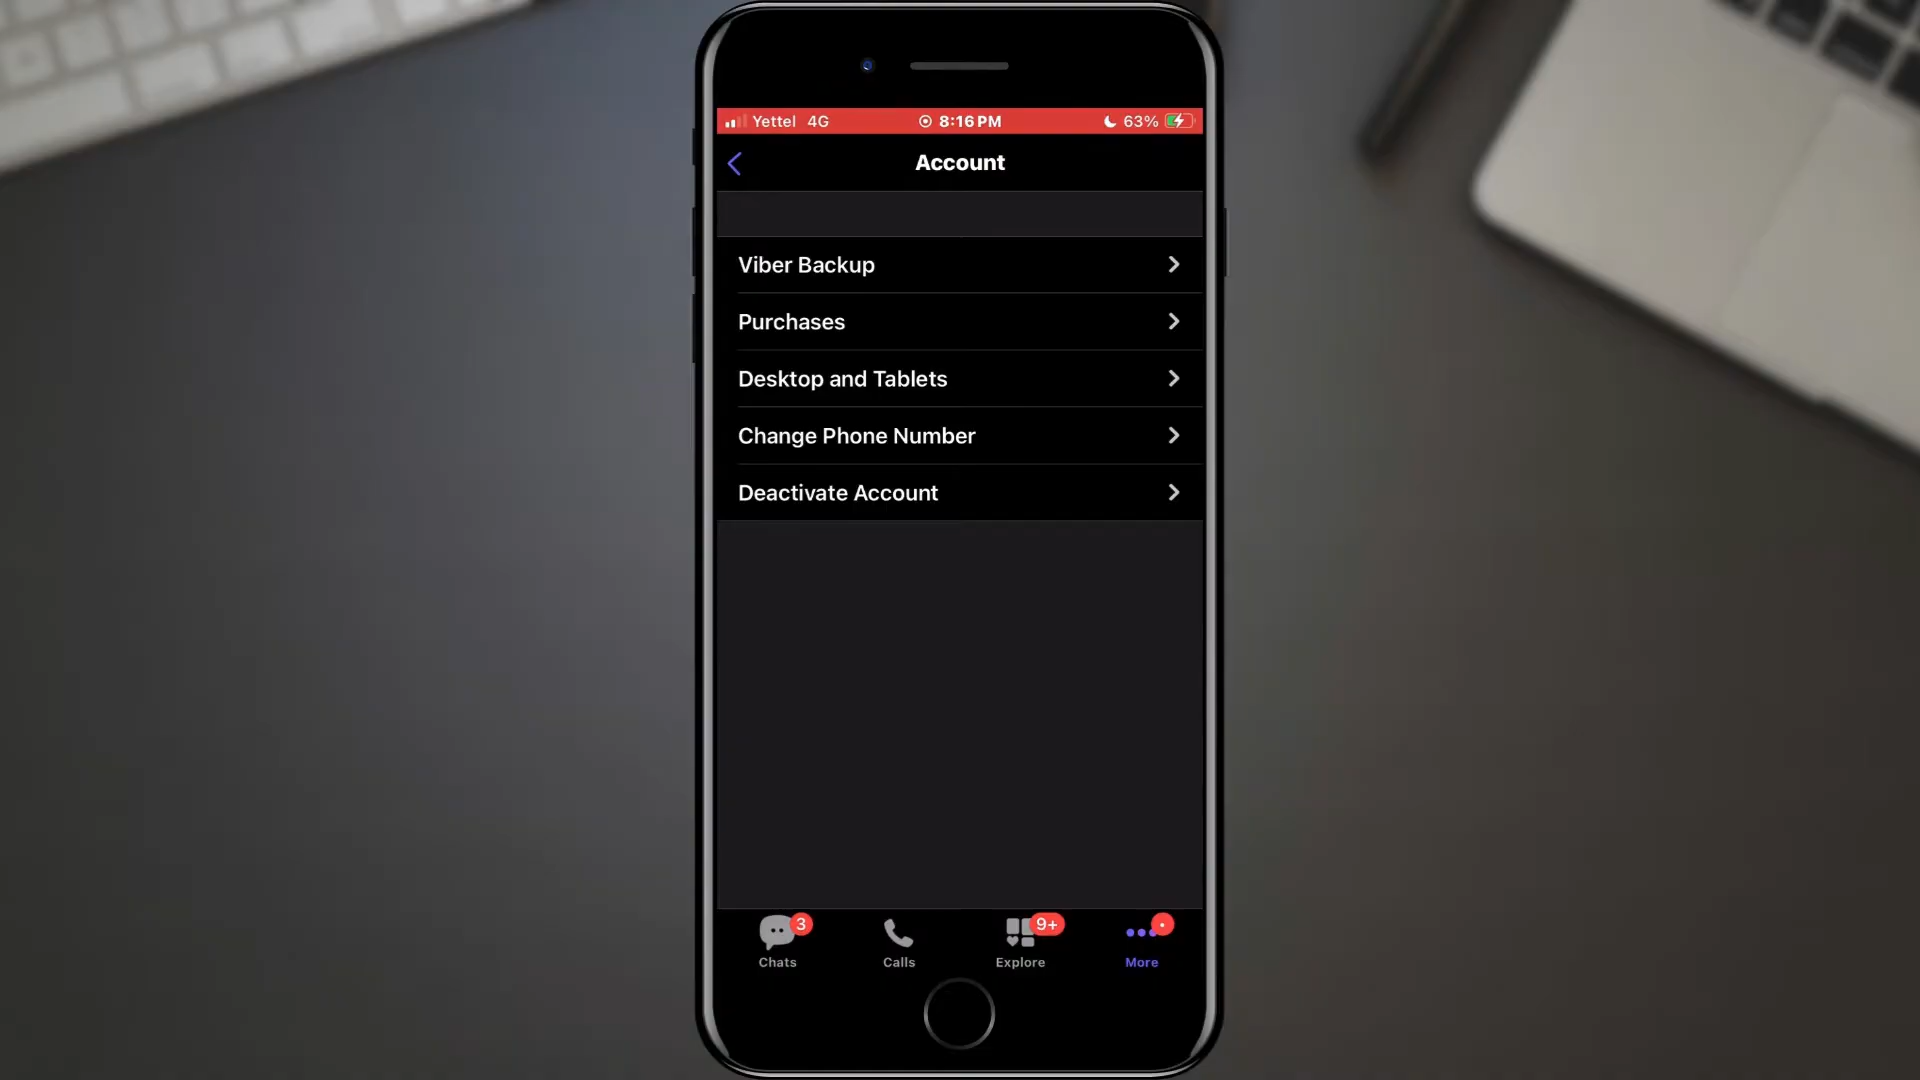 Yettel 4G 8:16 PM 63%
Account
Viber Backup
Purchases
Desktop and Tablets
Change Phone Number
Deactivate Account
3 9+
Chats Calls Explore More